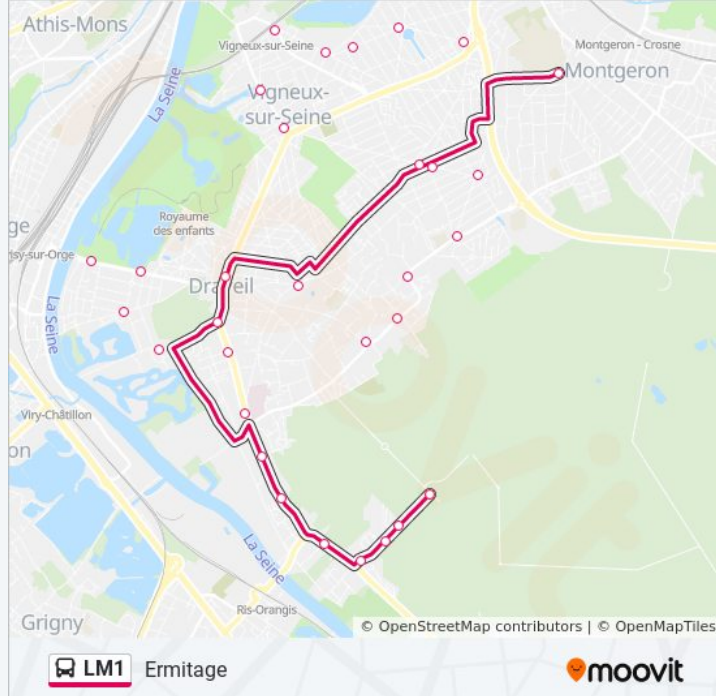 Athis-Mons
Vigneux-sur-Seine
Montgeron - Crosne
Montgeron
La Seine
Vigneux-
sur-Seine
Royaume
des enfants
ge
isy-sur-Orge
Draveil
La Seine
Viry-Châtillon
on
La Seine
Ris-Orangis
Grigny
© OpenStreetMap contributors | © OpenMapTiles
LM1 Ermitage
moovit